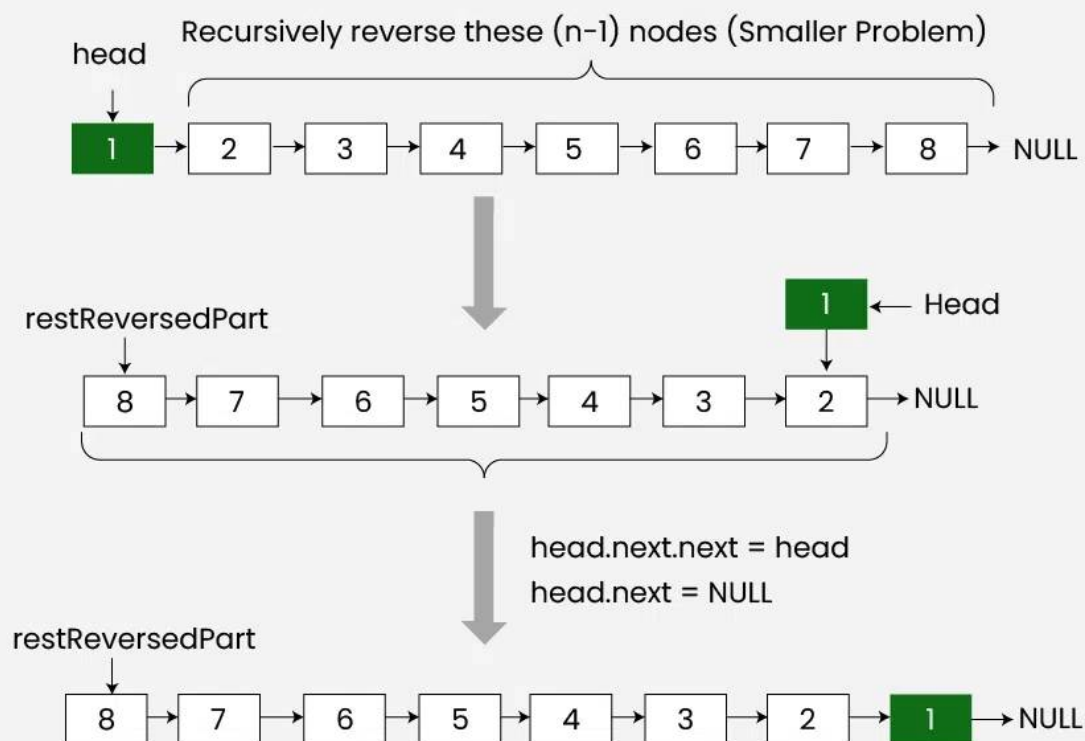 Recursively reverse these (n-1) nodes (Smaller Problem)
head
1 2 3 4 5 6 7 8 NULL
1 Head
restReversedPart
8 7 6 5 4 3 2 NULL
head.next.next = head
head.next = NULL
restReversedPart
8 7 6 5 4 3 2 1 NULL